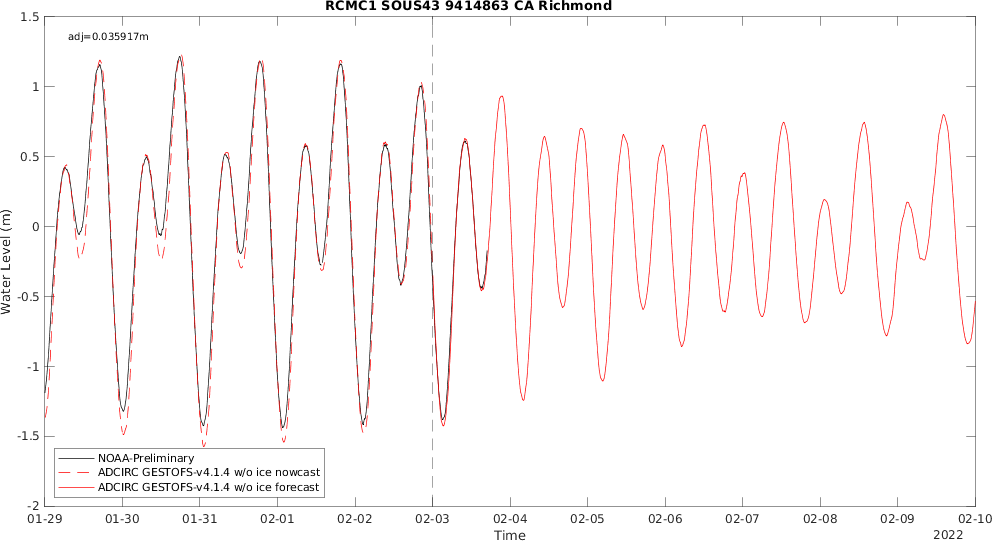 RCMC1 SOUS43 9414863 CA Richmond
adj=0.035917m
1.5
1
0.5
0
-0.5
-1
-1.5
-2
Water Level (m)
NOAA-Preliminary
ADCIRC GESTOFS-v4.1.4 w/o ice nowcast
ADCIRC GESTOFS-v4.1.4 w/o ice forecast
01-29 01-30 01-31 02-01 02-02 02-03 02-04 02-05 02-06 02-07 02-08 02-09 02-10
Time
2022